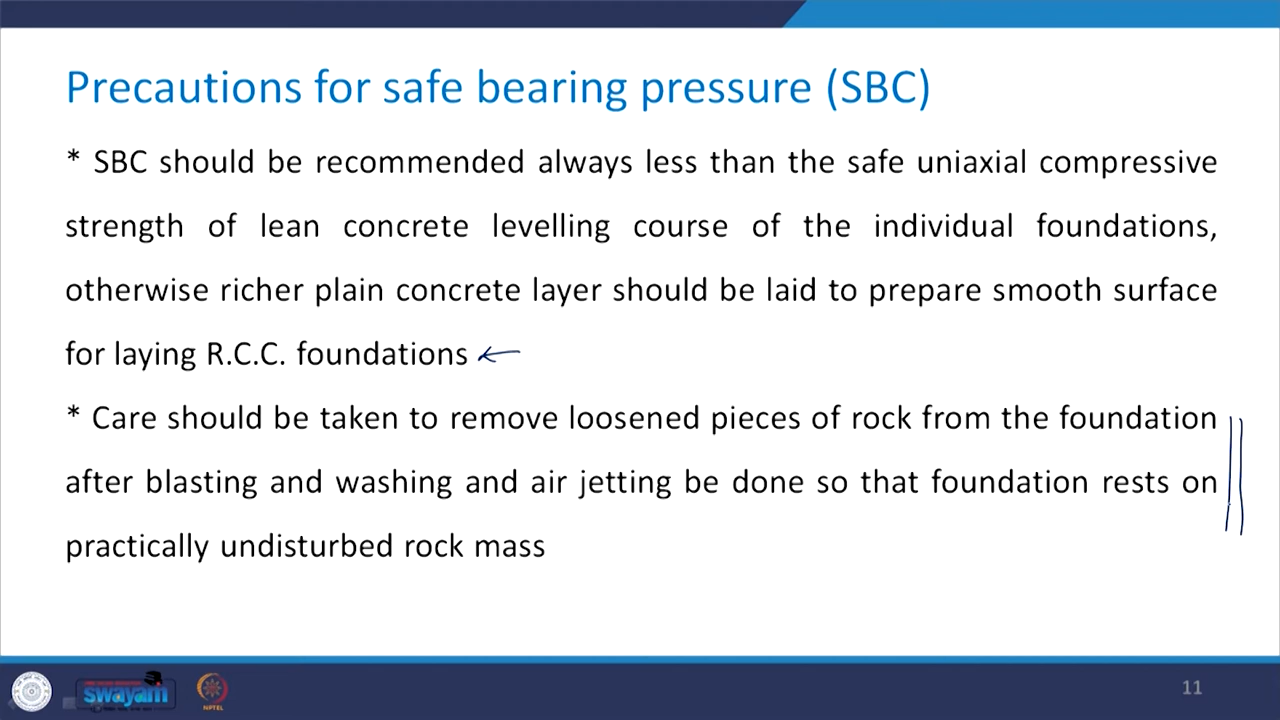 Precautions for safe bearing pressure (SBC)
* SBC should be recommended always less than the safe uniaxial compressive
strength of lean concrete levelling course of the individual foundations,
otherwise richer plain concrete layer should be laid to prepare smooth surface
for laying R.C.C. foundations
* Care should be taken to remove loosened pieces of rock from the foundation
after blasting and washing and air jetting be done so that foundation rests on
practically undisturbed rock mass
swayam
NPTEL
11